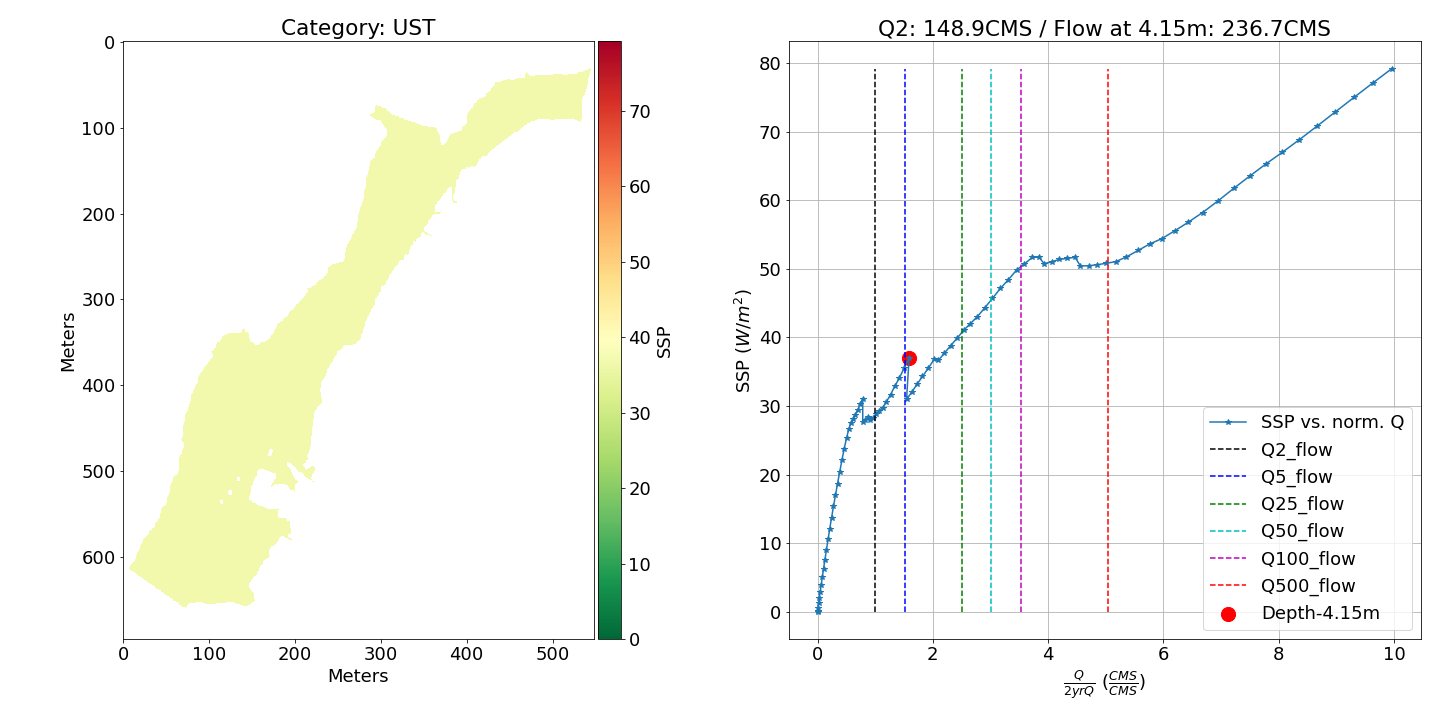 Category: UST
0
100
200
300
400
500
600
Meters
0 100 200 300 400 500
Meters
70
60
50
40
30
20
10
0
SSP
Q2: 148.9CMS / Flow at 4.15m: 236.7CMS
80
70
60
50
40
30
20
10
0
SSP (W/m²)
0 2 4 6 8 10
Q/2yrQ (CMS/CMS)
SSP vs. norm. Q
Q2_flow
Q5_flow
Q25_flow
Q50_flow
Q100_flow
Q500_flow
Depth-4.15m